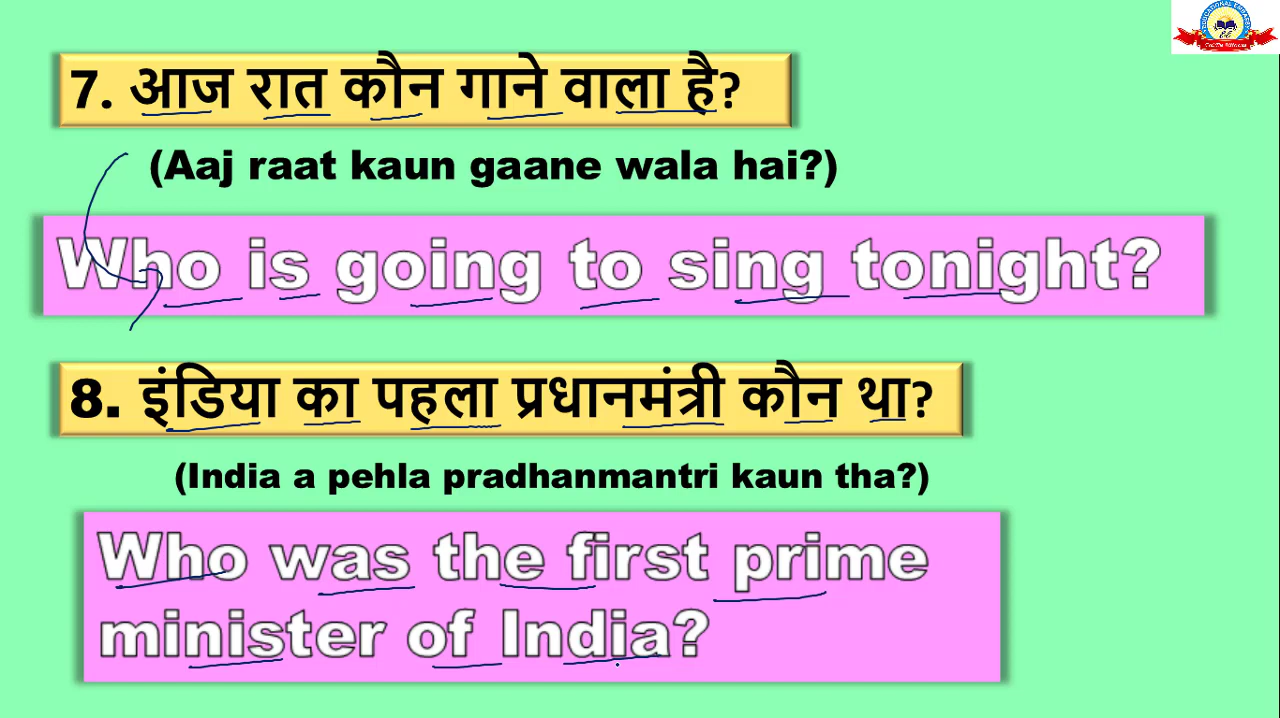 7. आज रात कौन गाने वाला है?
(Aaj raat kaun gaane wala hai?)
Who is going to sing tonight?
8. इंडिया का पहला प्रधानमंत्री कौन था?
(India a pehla pradhanmantri kaun tha?)
Who was the first prime
minister of India?